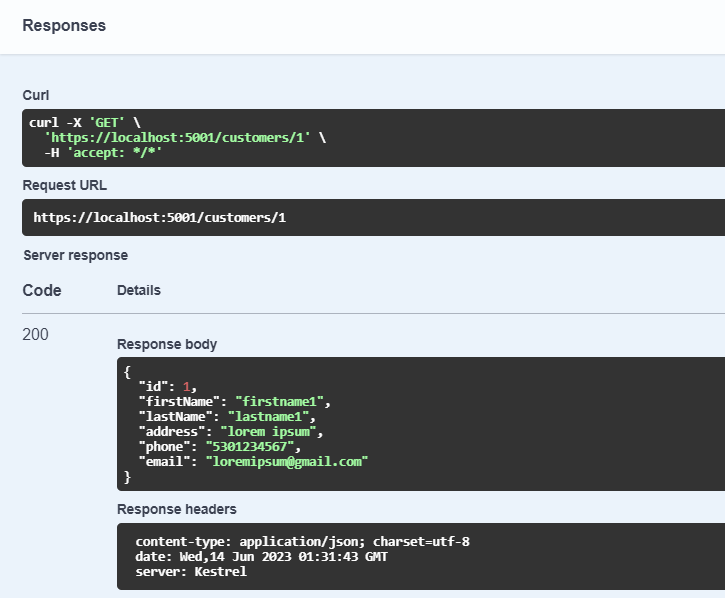 Responses
Curl
curl -X 'GET' \
  'https://localhost:5001/customers/1' \
  -H 'accept: */*'
Request URL
https://localhost:5001/customers/1
Server response
Code Details
200
Response body
{
  "id": 1,
  "firstName": "firstname1",
  "lastName": "lastname1",
  "address": "lorem ipsum",
  "phone": "5301234567",
  "email": "loremipsum@gmail.com"
}
Response headers
content-type: application/json; charset=utf-8
date: Wed,14 Jun 2023 01:31:43 GMT
server: Kestrel